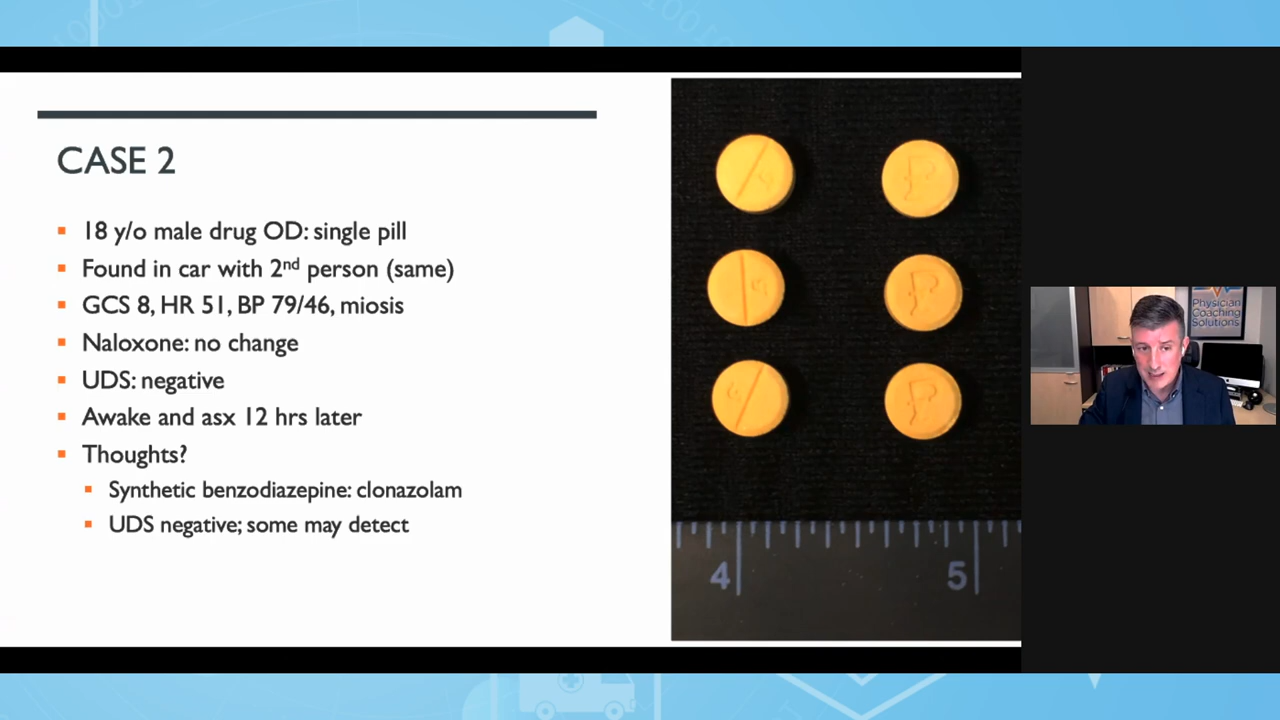 CASE 2
18 y/o male drug OD: single pill
Found in car with 2nd person (same)
GCS 8, HR 51, BP 79/46, miosis
Naloxone: no change
UDS: negative
Awake and asx 12 hrs later
Thoughts?
Synthetic benzodiazepine: clonazolam
UDS negative; some may detect
4 5
Physician
Coaching
Solutions